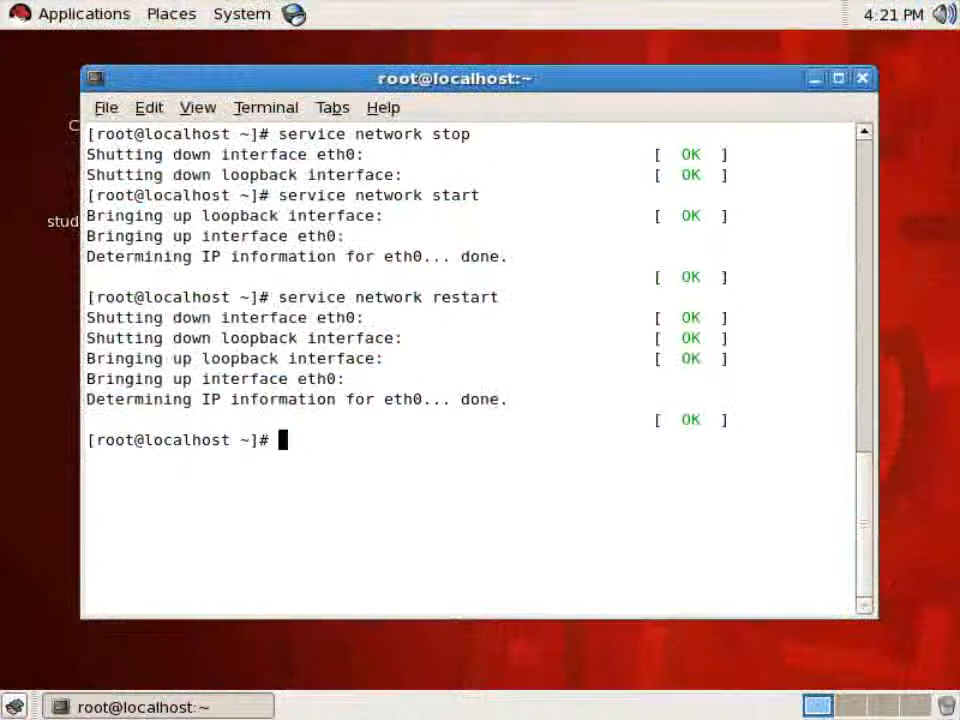 Applications Places System 4:21 PM
root@localhost:~
File Edit View Terminal Tabs Help
[root@localhost ~]# service network stop
Shutting down interface eth0: [ OK ]
Shutting down loopback interface: [ OK ]
[root@localhost ~]# service network start
Bringing up loopback interface: [ OK ]
Bringing up interface eth0:
Determining IP information for eth0... done.
[ OK ]
[root@localhost ~]# service network restart
Shutting down interface eth0: [ OK ]
Shutting down loopback interface: [ OK ]
Bringing up loopback interface: [ OK ]
Bringing up interface eth0:
Determining IP information for eth0... done.
[ OK ]
[root@localhost ~]#
C
stud
root@localhost:~